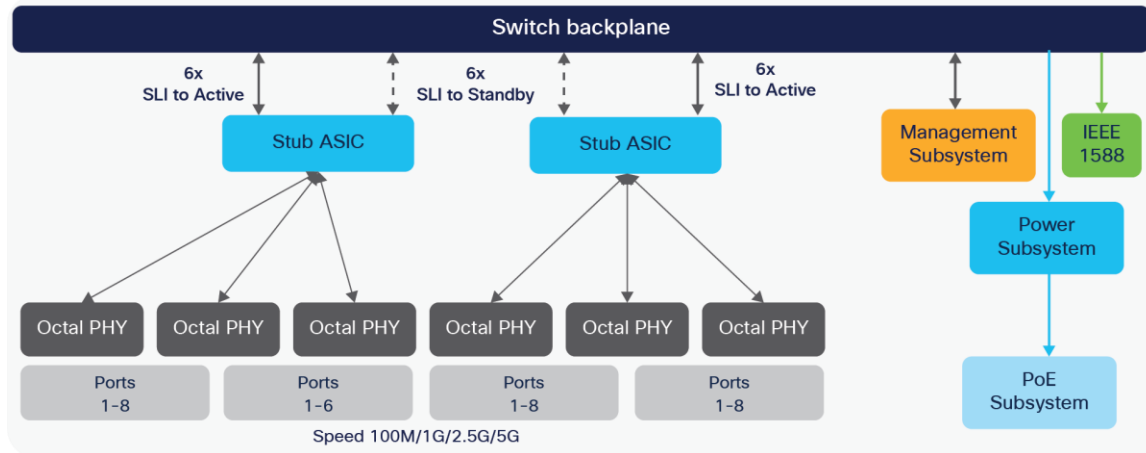 Switch backplane
6x
SLI to Active
6x
SLI to Standby
6x
SLI to Active
Stub ASIC
Stub ASIC
Management
Subsystem
IEEE
1588
Power
Subsystem
Octal PHY
Octal PHY
Octal PHY
Octal PHY
Octal PHY
Octal PHY
Ports
1-8
Ports
1-6
Ports
1-8
Ports
1-8
PoE
Subsystem
Speed 100M/1G/2.5G/5G